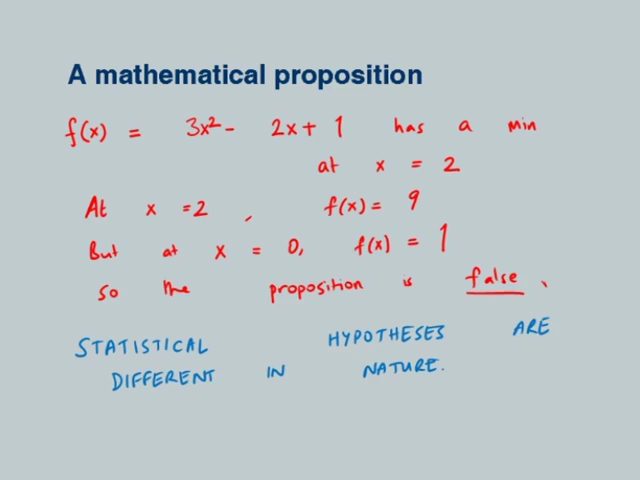 A mathematical proposition
f(x) = 3x² - 2x + 1 has a min
at x = 2
At x = 2, f(x) = 9
But at x = 0, f(x) = 1
so the proposition is false.
STATISTICAL HYPOTHESES ARE
DIFFERENT IN NATURE.